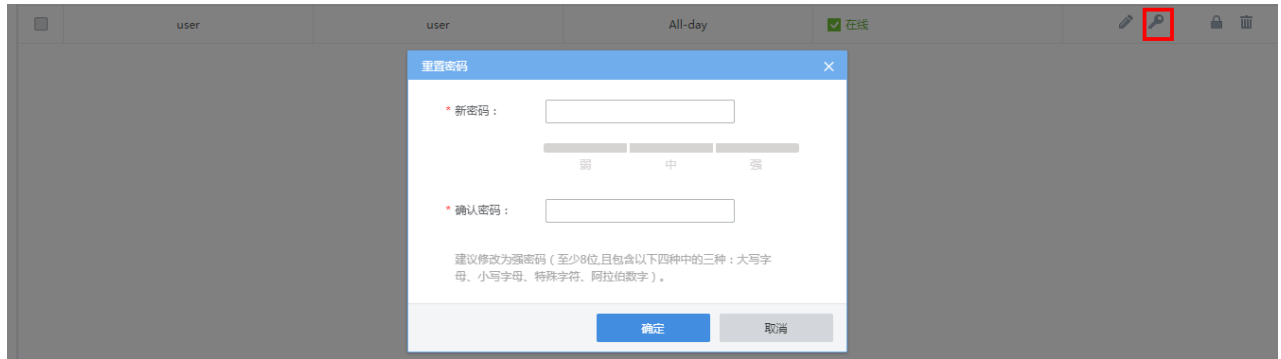 user user All-day 在线
重置密码
* 新密码：
弱 中 强
* 确认密码：
建议修改为强密码（至少8位,且包含以下四种中的三种：大写字
母、小写字母、特殊字符、阿拉伯数字）。
确定 取消